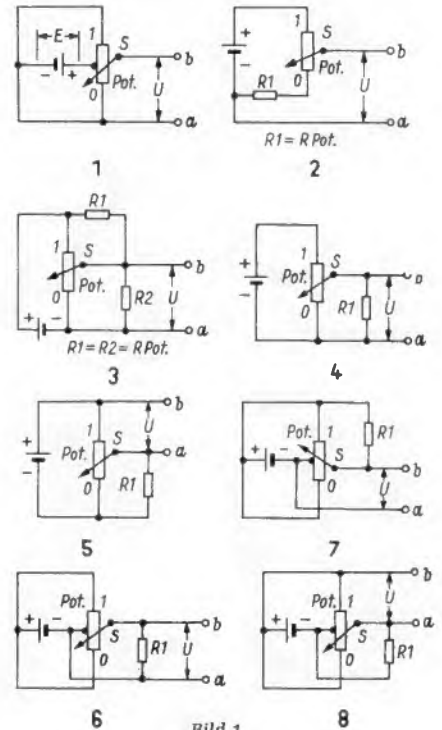 1 S
E b
Pot.
- + U
0
a
1
+ 1 S
- b
Pot.
R1 0 U
a
R1 = R Pot.
2
R1
1 S b
Pot.
0 R2 U
+ - a
R1 = R2 = R Pot.
3
1 S
+ Pot.
- 0 R1 U
a
4
b
+ 1 U
Pot. S a
- 0 R1
5
Pot. 1 R1
+ - S b
0 U
a
7
Pot. 1 b
+ - S
0 R1 U
a
6
b
Pot. 1 U
+ - S a
0 R1
8
Bild 1